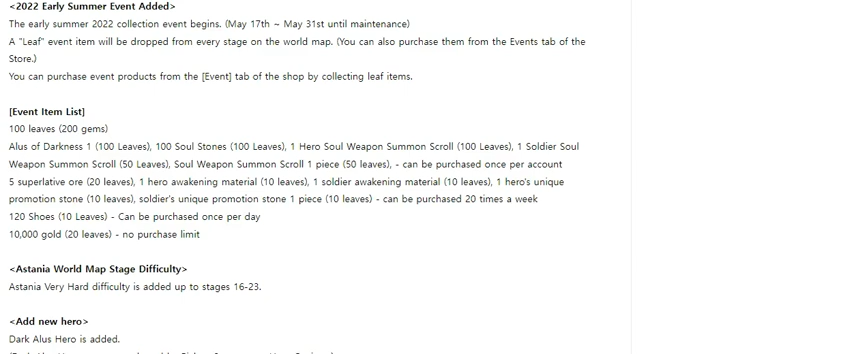 <2022 Early Summer Event Added>
The early summer 2022 collection event begins. (May 17th ~ May 31st until maintenance)
A "Leaf" event item will be dropped from every stage on the world map. (You can also purchase them from the Events tab of the
Store.)
You can purchase event products from the [Event] tab of the shop by collecting leaf items.
[Event Item List]
100 leaves (200 gems)
Alus of Darkness 1 (100 Leaves), 100 Soul Stones (100 Leaves), 1 Hero Soul Weapon Summon Scroll (100 Leaves), 1 Soldier Soul
Weapon Summon Scroll (50 Leaves), Soul Weapon Summon Scroll 1 piece (50 leaves), - can be purchased once per account
5 superlative ore (20 leaves), 1 hero awakening material (10 leaves), 1 soldier awakening material (10 leaves), 1 hero's unique
promotion stone (10 leaves), soldier's unique promotion stone 1 piece (10 leaves) - can be purchased 20 times a week
120 Shoes (10 Leaves) - Can be purchased once per day
10,000 gold (20 leaves) - no purchase limit
<Astania World Map Stage Difficulty>
Astania Very Hard difficulty is added up to stages 16-23.
<Add new hero>
Dark Alus Hero is added.